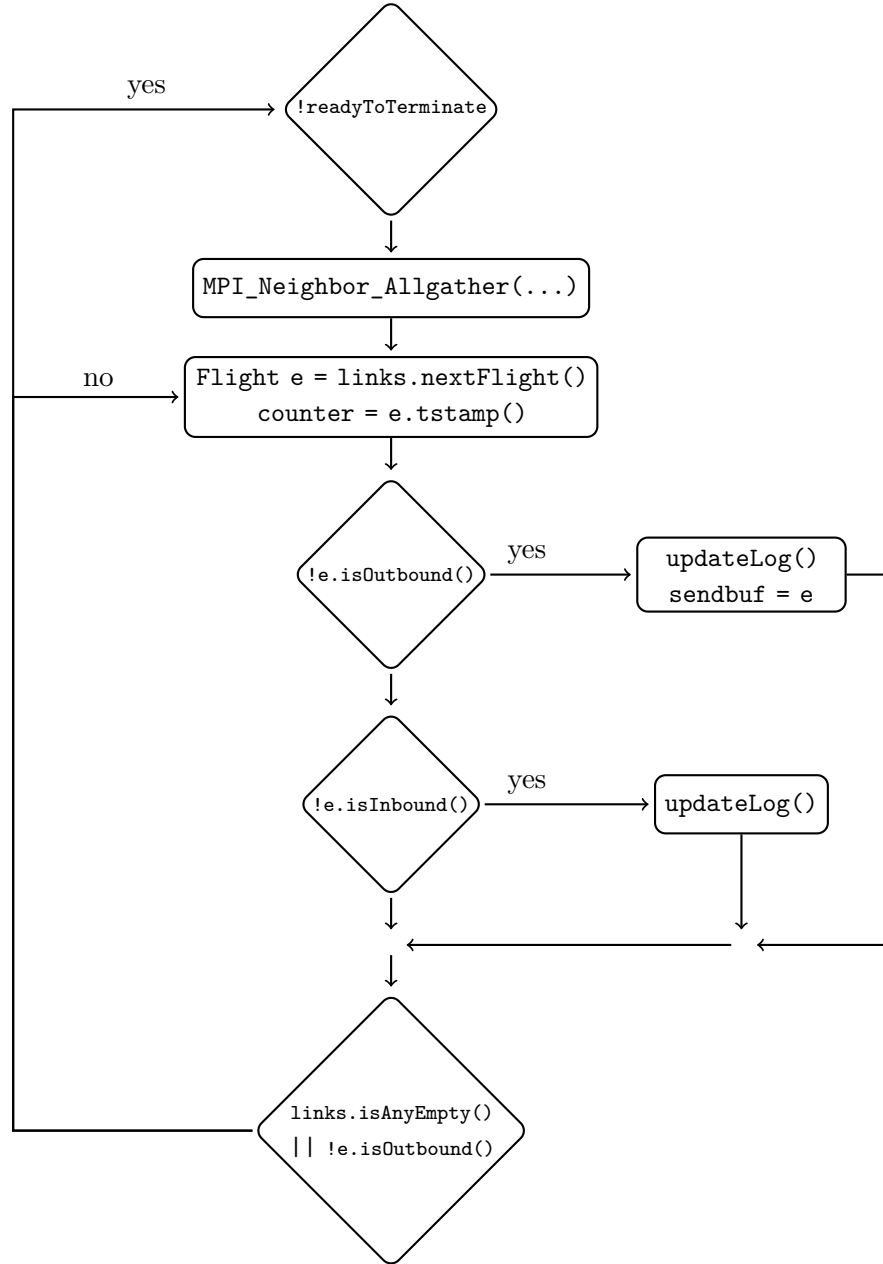 yes
!readyToTerminate
MPI_Neighbor_Allgather(...)
no
Flight e = links.nextFlight()
counter = e.tstamp()
!e.isOutbound()
yes
updateLog()
sendbuf = e
!e.isInbound()
yes
updateLog()
links.isAnyEmpty()
|| !e.isOutbound()